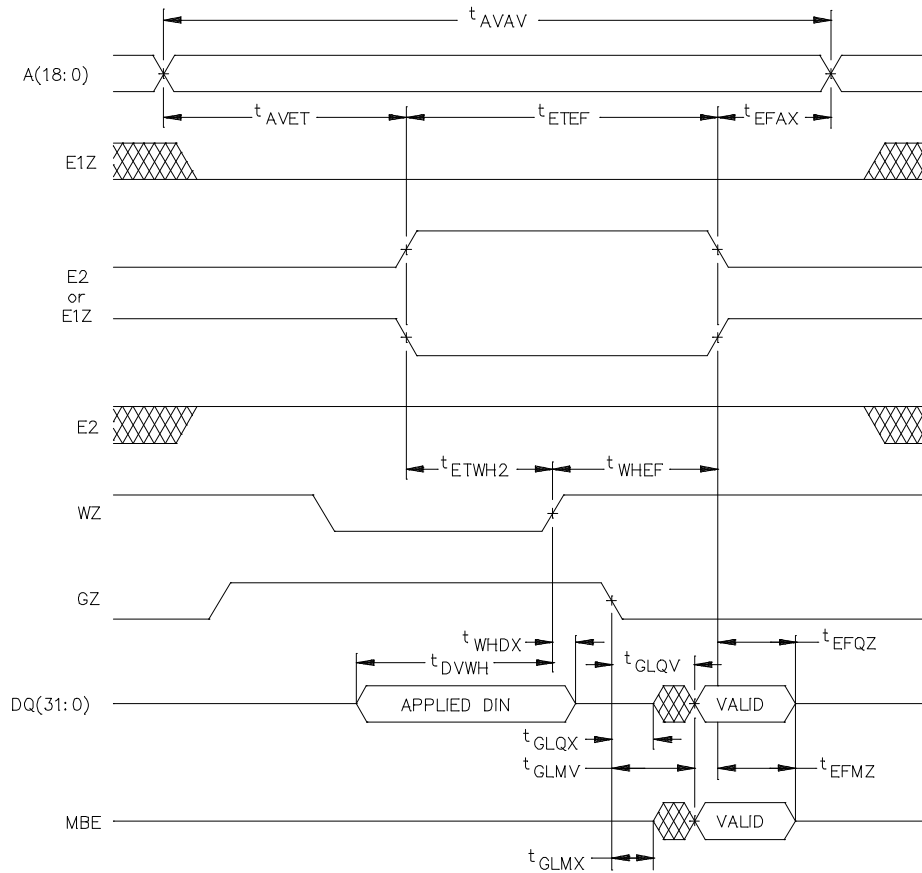 t AVAV
A(18:0)
t AVET
t ETEF
t EFAX
E1Z
E2
or
E1Z
E2
t ETWH2
t WHEF
WZ
GZ
t WHDX
t EFQZ
t DVWH
t GLQV
DQ(31:0)
APPLIED DIN
VALID
t GLQX
t GLMV
t EFMZ
MBE
VALID
t GLMX